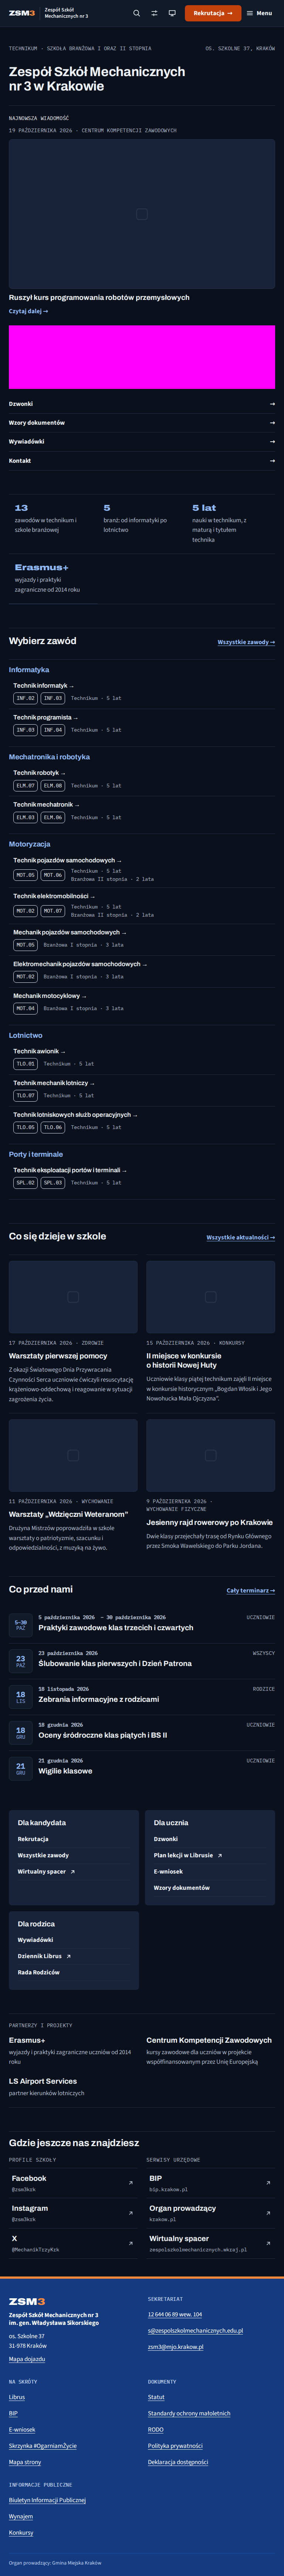 ZSM3
Zespół Szkół
Mechanicznych nr 3
Rekrutacja →
Menu
TECHNIKUM · SZKOŁA BRANŻOWA I ORAZ II STOPNIA
OS. SZKOLNE 37, KRAKÓW
Zespół Szkół Mechanicznych
nr 3 w Krakowie
NAJNOWSZA WIADOMOŚĆ
19 PAŹDZIERNIKA 2026 · CENTRUM KOMPETENCJI ZAWODOWYCH
Ruszył kurs programowania robotów przemysłowych
Czytaj dalej →
Dzwonki →
Wzory dokumentów →
Wywiadówki →
Kontakt →
13
zawodów w technikum i
szkole branżowej
5
branż: od informatyki po
lotnictwo
5 lat
nauki w technikum, z
maturą i tytułem
technika
Erasmus+
wyjazdy i praktyki
zagraniczne od 2014 roku
Wybierz zawód
Wszystkie zawody →
Informatyka
Technik informatyk →
INF.02 INF.03 Technikum · 5 lat
Technik programista →
INF.03 INF.04 Technikum · 5 lat
Mechatronika i robotyka
Technik robotyk →
ELM.07 ELM.08 Technikum · 5 lat
Technik mechatronik →
ELM.03 ELM.06 Technikum · 5 lat
Motoryzacja
Technik pojazdów samochodowych →
MOT.05 MOT.06 Technikum · 5 lat
Branżowa II stopnia · 2 lata
Technik elektromobilności →
MOT.02 MOT.07 Technikum · 5 lat
Branżowa II stopnia · 2 lata
Mechanik pojazdów samochodowych →
MOT.05 Branżowa I stopnia · 3 lata
Elektromechanik pojazdów samochodowych →
MOT.02 Branżowa I stopnia · 3 lata
Mechanik motocyklowy →
MOT.04 Branżowa I stopnia · 3 lata
Lotnictwo
Technik awionik →
TLO.01 Technikum · 5 lat
Technik mechanik lotniczy →
TLO.07 Technikum · 5 lat
Technik lotniskowych służb operacyjnych →
TLO.05 TLO.06 Technikum · 5 lat
Porty i terminale
Technik eksploatacji portów i terminali →
SPL.02 SPL.03 Technikum · 5 lat
Co się dzieje w szkole
Wszystkie aktualności →
17 PAŹDZIERNIKA 2026 · ZDROWIE
Warsztaty pierwszej pomocy
Z okazji Światowego Dnia Przywracania
Czynności Serca uczniowie ćwiczyli resuscytację
krążeniowo-oddechową i reagowanie w sytuacji
zagrożenia życia.
15 PAŹDZIERNIKA 2026 · KONKURSY
II miejsce w konkursie
o historii Nowej Huty
Uczniowie klasy piątej technikum zajęli II miejsce
w konkursie historycznym „Bogdan Włosik i Jego
Nowohucka Mała Ojczyzna”.
11 PAŹDZIERNIKA 2026 · WYCHOWANIE
Warsztaty „Wdzięczni Weteranom”
Drużyna Mistrzów poprowadziła w szkole
warsztaty o patriotyzmie, szacunku i
odpowiedzialności, z muzyką na żywo.
9 PAŹDZIERNIKA 2026 ·
WYCHOWANIE FIZYCZNE
Jesienny rajd rowerowy po Krakowie
Dwie klasy przejechały trasę od Rynku Głównego
przez Smoka Wawelskiego do Parku Jordana.
Co przed nami
Cały terminarz →
5–30
PAŹ
5 października 2026 – 30 października 2026
UCZNIOWIE
Praktyki zawodowe klas trzecich i czwartych
23
PAŹ
23 października 2026
WSZYSCY
Ślubowanie klas pierwszych i Dzień Patrona
18
LIS
18 listopada 2026
RODZICE
Zebrania informacyjne z rodzicami
18
GRU
18 grudnia 2026
UCZNIOWIE
Oceny śródroczne klas piątych i BS II
21
GRU
21 grudnia 2026
UCZNIOWIE
Wigilie klasowe
Dla kandydata
Rekrutacja
Wszystkie zawody
Wirtualny spacer ↗
Dla ucznia
Dzwonki
Plan lekcji w Librusie ↗
E-wniosek
Wzory dokumentów
Dla rodzica
Wywiadówki
Dziennik Librus ↗
Rada Rodziców
PARTNERZY I PROJEKTY
Erasmus+
wyjazdy i praktyki zagraniczne uczniów od 2014
roku
Centrum Kompetencji Zawodowych
kursy zawodowe dla uczniów w projekcie
współfinansowanym przez Unię Europejską
LS Airport Services
partner kierunków lotniczych
Gdzie jeszcze nas znajdziesz
PROFILE SZKOŁY
Facebook ↗
@zsm3krk
Instagram ↗
@zsm3krk
X ↗
@MechanikTrzyKrk
SERWISY URZĘDOWE
BIP ↗
bip.krakow.pl
Organ prowadzący ↗
krakow.pl
Wirtualny spacer ↗
zespolszkolmechanicznych.wkraj.pl
ZSM3
Zespół Szkół Mechanicznych nr 3
im. gen. Władysława Sikorskiego
os. Szkolne 37
31-978 Kraków
Mapa dojazdu
SEKRETARIAT
12 644 06 89 wew. 104
s@zespolszkolmechanicznych.edu.pl
zsm3@mjo.krakow.pl
NA SKRÓTY
Librus
BIP
E-wniosek
Skrzynka #OgarniamŻycie
Mapa strony
DOKUMENTY
Statut
Standardy ochrony małoletnich
RODO
Polityka prywatności
Deklaracja dostępności
INFORMACJE PUBLICZNE
Biuletyn Informacji Publicznej
Wynajem
Konkursy
Organ prowadzący: Gmina Miejska Kraków